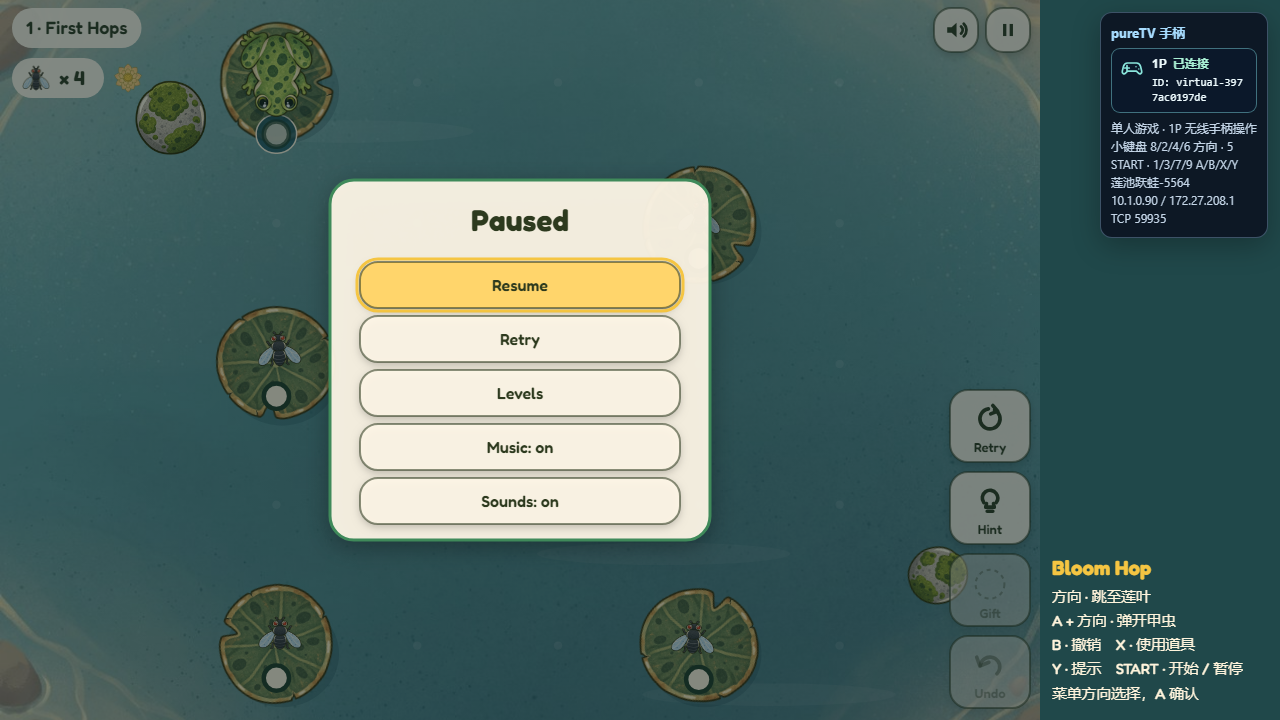 1 · First Hops
× 4
Paused
Resume
Retry
Levels
Music: on
Sounds: on
Retry
Hint
Gift
Undo
pureTV 手柄
1P 已连接
ID: virtual-397
7ac0197de
单人游戏 · 1P 无线手柄操作
小键盘 8/2/4/6 方向 · 5
START · 1/3/7/9 A/B/X/Y
莲池跃蛙-5564
10.1.0.90 / 172.27.208.1
TCP 59935
Bloom Hop
方向 · 跳至莲叶
A + 方向 · 弹开甲虫
B · 撤销 X · 使用道具
Y · 提示 START · 开始 / 暂停
菜单方向选择，A 确认